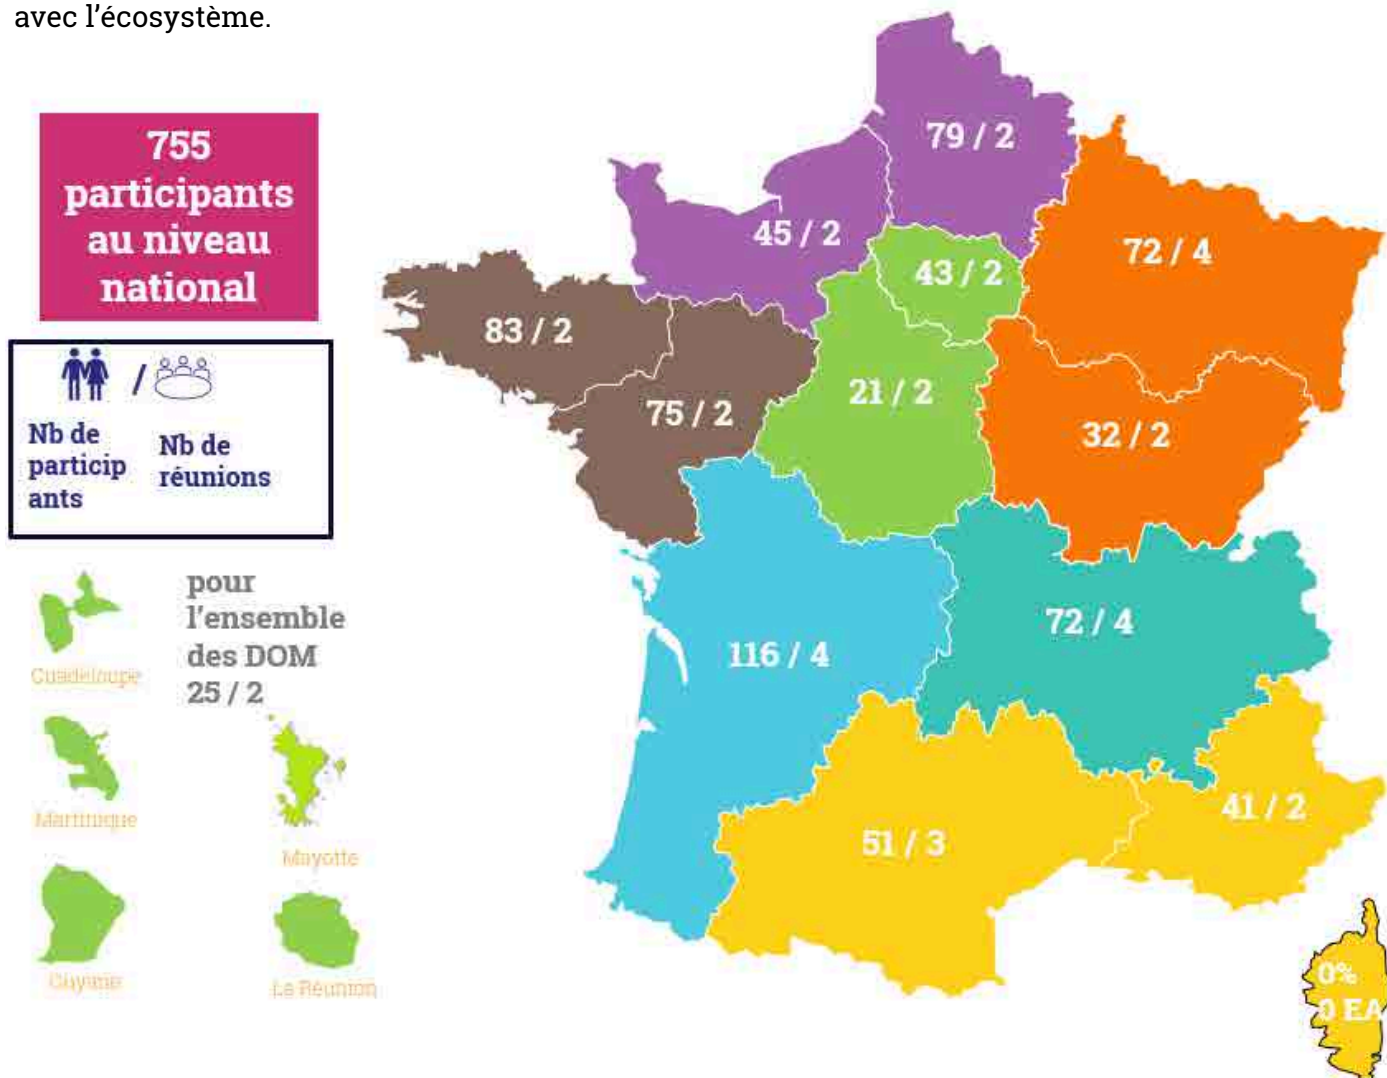 avec l'écosystème.
755
participants
au niveau
national
/
Nb de
particip
ants
Nb de
réunions
79 / 2
45 / 2
43 / 2
72 / 4
83 / 2
75 / 2
21 / 2
32 / 2
116 / 4
72 / 4
51 / 3
41 / 2
0%
0 EA
pour
l'ensemble
des DOM
25 / 2
Guadeloupe
Martinique
Mayotte
Guyane
La Réunion